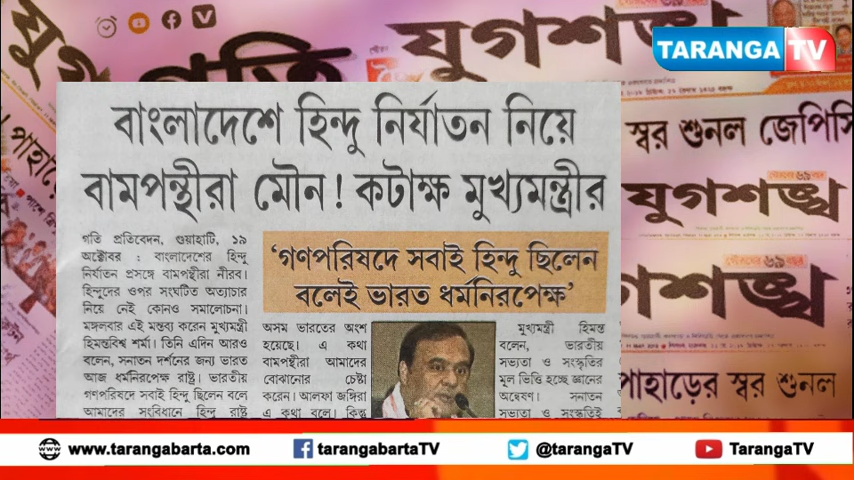 যুগশঙ্খ
TARANGA TV
বাংলাদেশে হিন্দু নির্যাতন নিয়ে
বামপন্থীরা মৌন! কটাক্ষ মুখ্যমন্ত্রীর
গতি প্রতিবেদন, গুয়াহাটি, ১৯
অক্টোবর : বাংলাদেশের হিন্দু
নির্যাতন প্রসঙ্গে বামপন্থীরা নীরব।
হিন্দুদের ওপর সংঘটিত অত্যাচার
নিয়ে নেই কোনও সমালোচনা।
মঙ্গলবার এই মন্তব্য করেন মুখ্যমন্ত্রী
হিমন্তবিশ্ব শর্মা। তিনি এদিন আরও
বলেন, সনাতন দর্শনের জন্য ভারত
আজ ধর্মনিরপেক্ষ রাষ্ট্র। ভারতীয়
গণপরিষদে সবাই হিন্দু ছিলেন বলে
আমাদের সংবিধানে হিন্দু রাষ্ট্র
‘গণপরিষদে সবাই হিন্দু ছিলেন
বলেই ভারত ধর্মনিরপেক্ষ’
অসম ভারতের অংশ
হয়েছে। এ কথা
বামপন্থীরা আমাদের
বোঝানোর চেষ্টা
করেন। আলফা জঙ্গিরা
এ কথা বলে। কিন্তু
মুখ্যমন্ত্রী হিমন্ত
বলেন, ভারতীয়
সভ্যতা ও সংস্কৃতির
মূল ভিত্তি হচ্ছে জ্ঞানের
অন্বেষণ। সনাতন
সভ্যতা ও সংস্কৃতিই
স্বর শুনল জেপিসি
যুগশঙ্খ
গশঙ্খ
পাহাড়ের স্বর শুনল
www.tarangabarta.com
tarangabartaTV
@tarangTV
TarangaTV